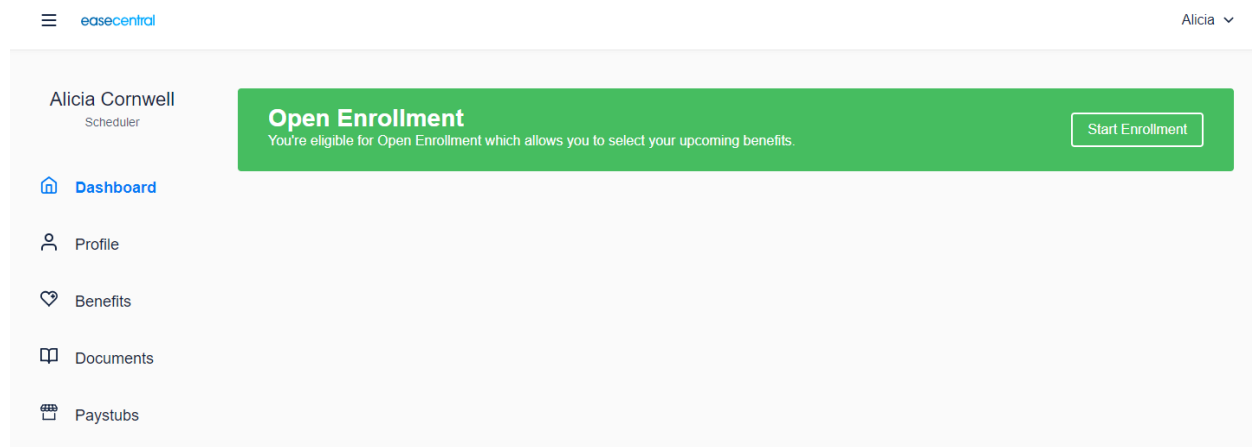 easecentral
Alicia
Alicia Cornwell
Scheduler
Open Enrollment
You're eligible for Open Enrollment which allows you to select your upcoming benefits.
Start Enrollment
Dashboard
Profile
Benefits
Documents
Paystubs